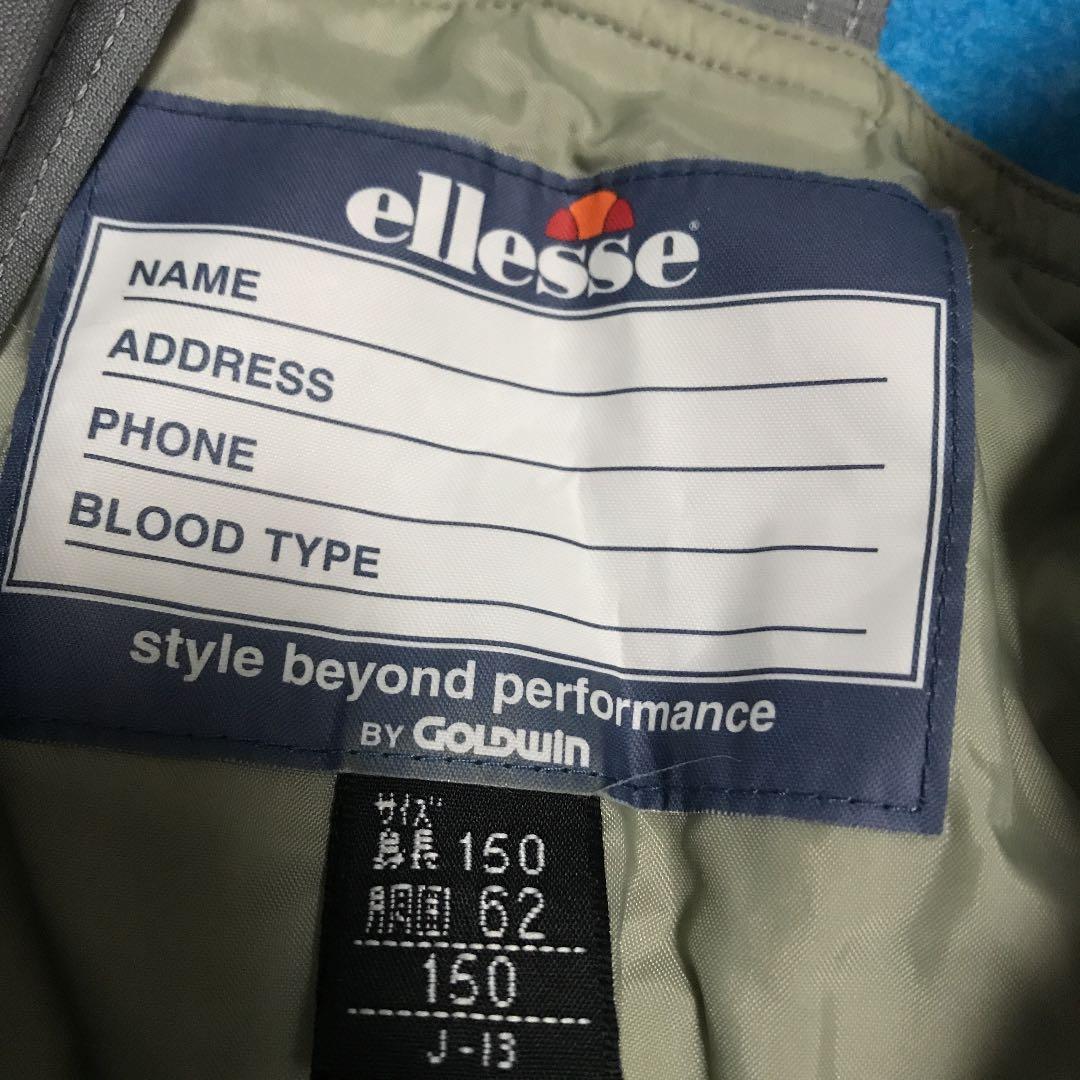 ellesse®
NAME
ADDRESS
PHONE
BLOOD TYPE
style beyond performance
BY GOLDWIN
サイズ
身長 150
胴囲 62
150
J-13